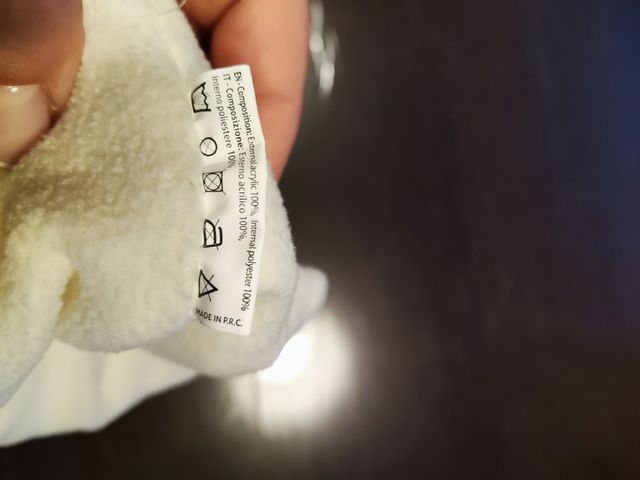 EN - Composition: External acrylic 100%, Internal polyester 100%
IT - Composizione: Esterno acrilico 100%,
Interno poliestere 100%
MADE IN P.R.C.